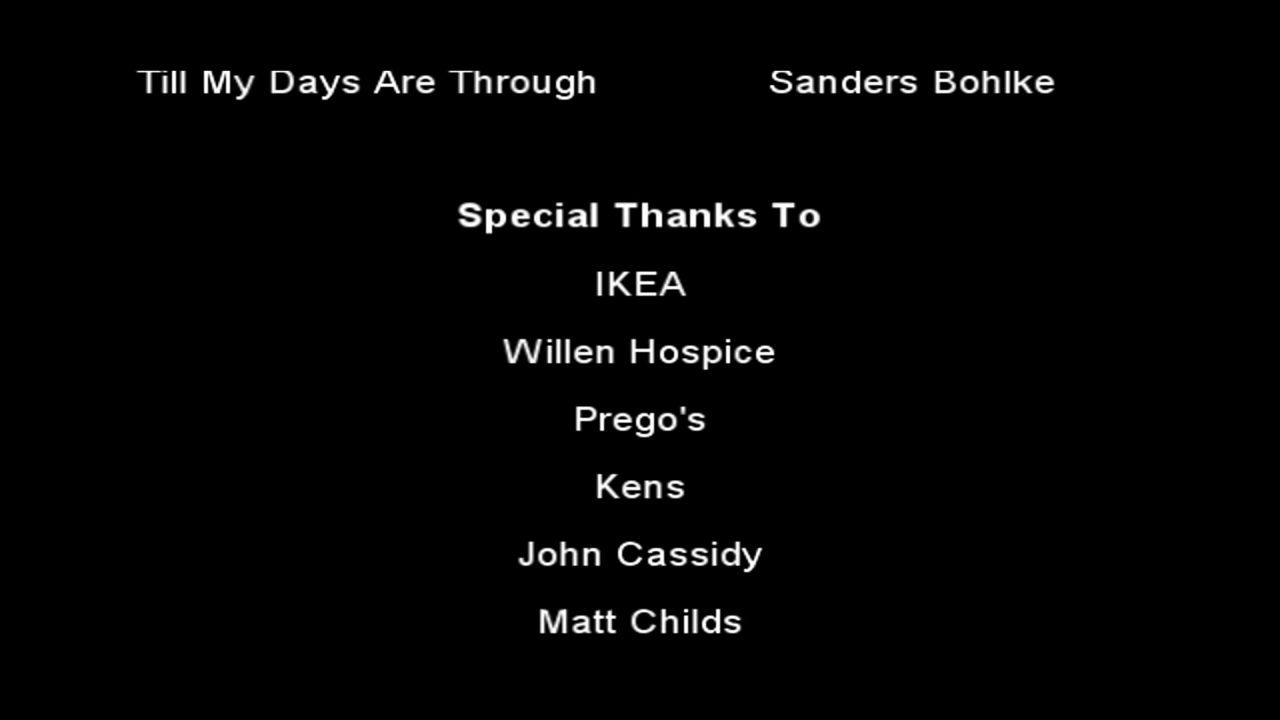 Till My Days Are Through Sanders Bohlke
Special Thanks To
IKEA
Willen Hospice
Prego's
Kens
John Cassidy
Matt Childs